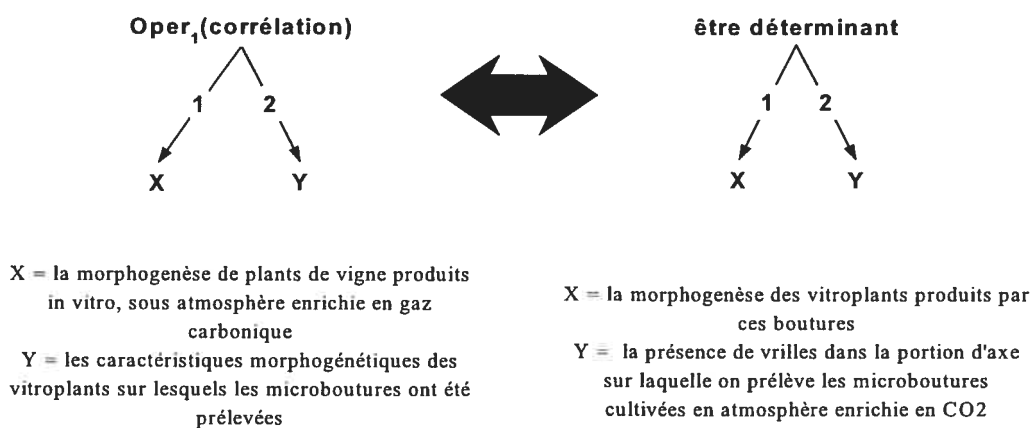 Oper1(corrélation)
1 2
X Y
X = la morphogenèse de plants de vigne produits
in vitro, sous atmosphère enrichie en gaz
carbonique
Y = les caractéristiques morphogénétiques des
vitroplants sur lesquels les microboutures ont été
prélevées
être déterminant
1 2
X Y
X = la morphogenèse des vitroplants produits par
ces boutures
Y = la présence de vrilles dans la portion d'axe
sur laquelle on prélève les microboutures
cultivées en atmosphère enrichie en CO2